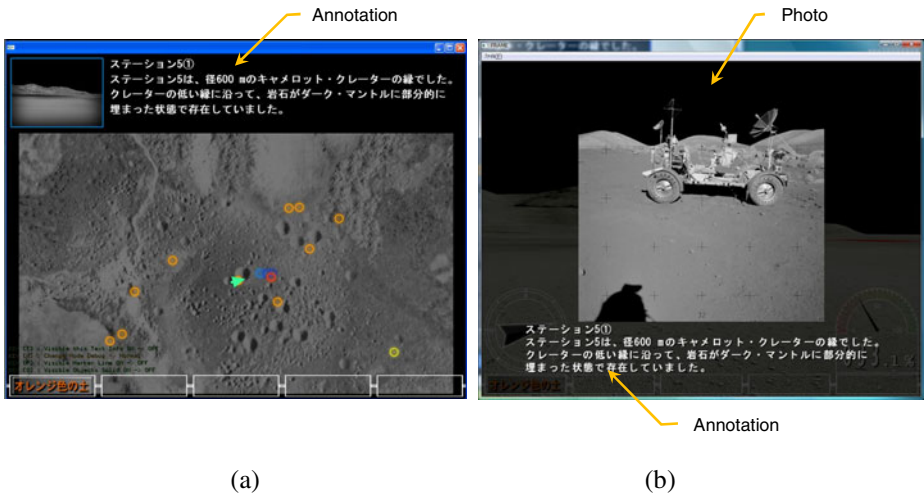 Annotation
Photo
ステーション5①
ステーション5は、径600 mのキャメロット・クレーターの縁でした。
クレーターの低い縁に沿って、岩石がダーク・マントルに部分的に
埋まった状態で存在していました。
オレンジ色の土
ステーション5①
ステーション5は、径600 mのキャメロット・クレーターの縁でした。
クレーターの低い縁に沿って、岩石がダーク・マントルに部分的に
埋まった状態で存在していました。
オレンジ色の土
Annotation
(a)
(b)